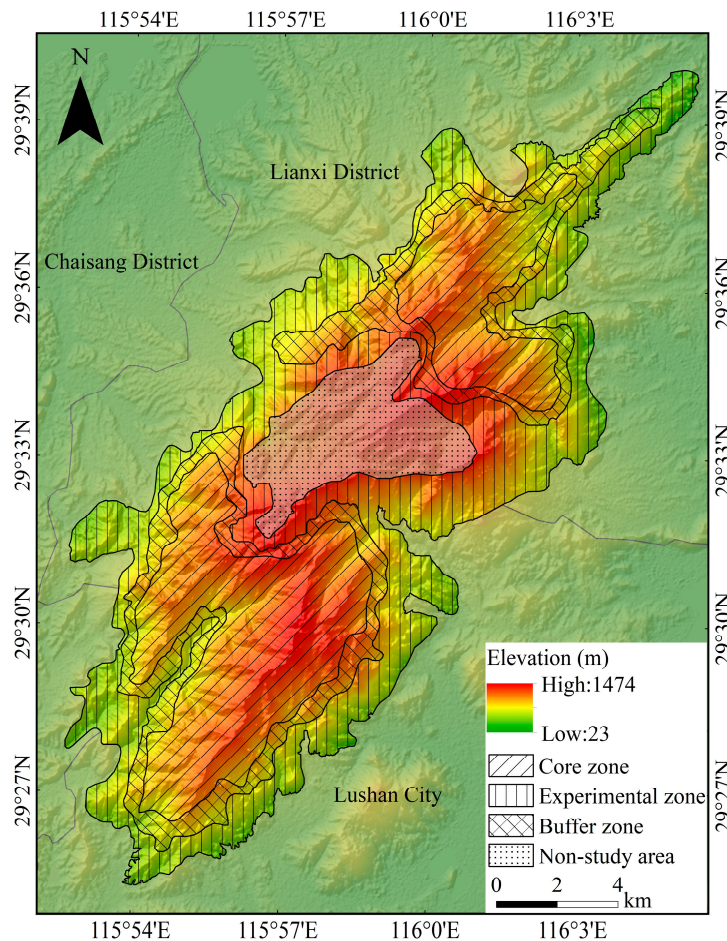 115°54′E 115°57′E 116°0′E 116°3′E
N
29°39′N 29°39′N
Lianxi District
Chaisang District
29°36′N 29°36′N
29°33′N 29°33′N
29°30′N 29°30′N
Elevation (m)
High:1474
Low:23
Core zone
29°27′N 29°27′N
Lushan City
Experimental zone
Buffer zone
Non-study area
0 2 4
km
115°54′E 115°57′E 116°0′E 116°3′E